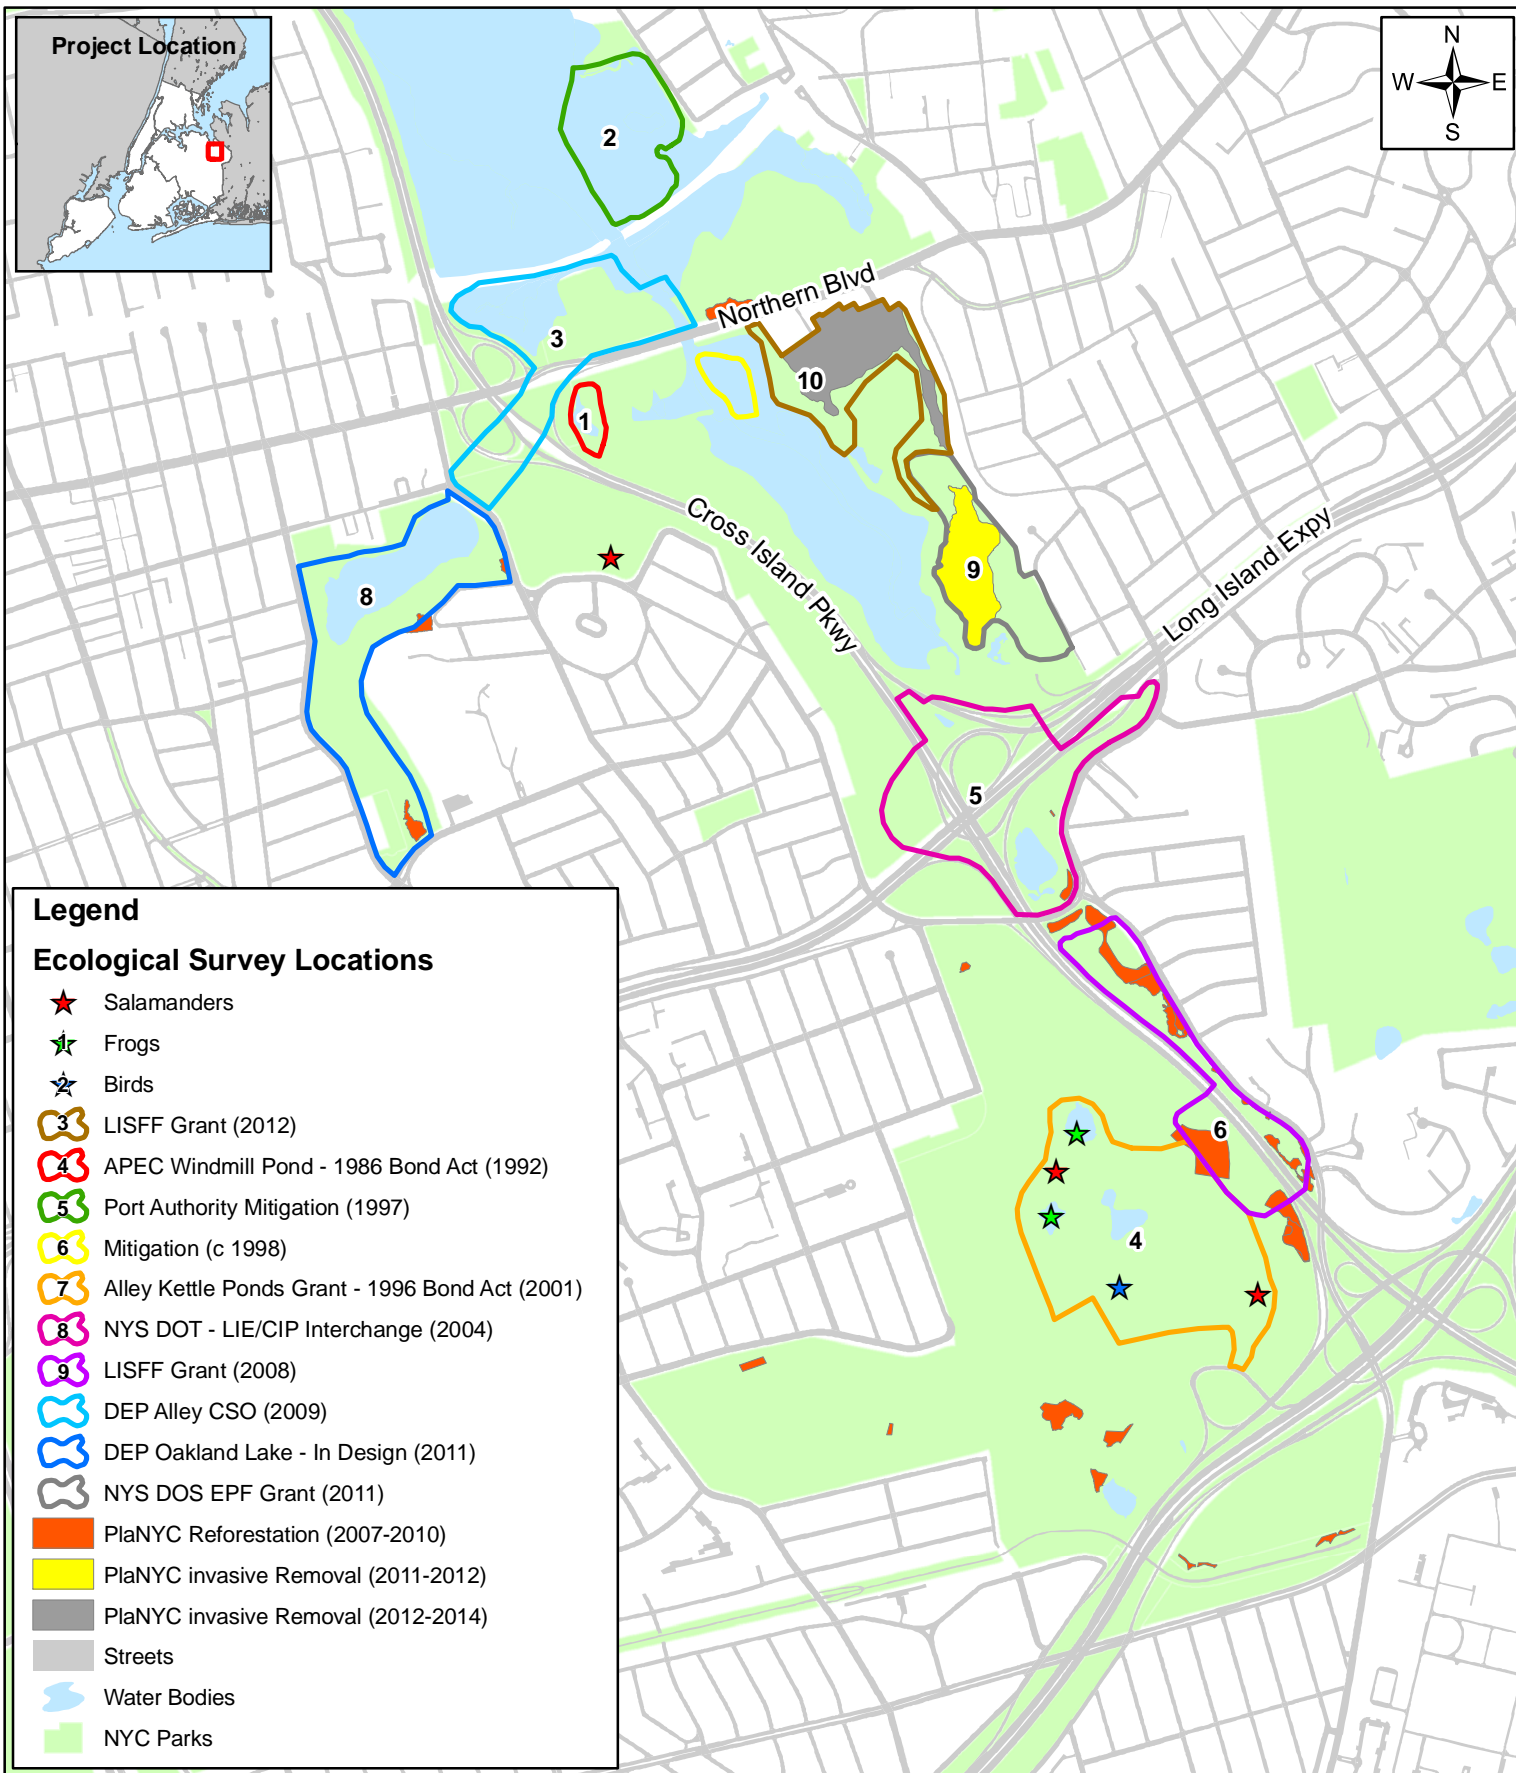 Project Location
N
W E
S
2
Northern Blvd
3
10
1
Cross Island Pkwy
9
8
Long Island Expy
5
6
4
Legend
Ecological Survey Locations
Salamanders
1 Frogs
2 Birds
3 LISFF Grant (2012)
4 APEC Windmill Pond - 1986 Bond Act (1992)
5 Port Authority Mitigation (1997)
6 Mitigation (c 1998)
7 Alley Kettle Ponds Grant - 1996 Bond Act (2001)
8 NYS DOT - LIE/CIP Interchange (2004)
9 LISFF Grant (2008)
DEP Alley CSO (2009)
DEP Oakland Lake - In Design (2011)
NYS DOS EPF Grant (2011)
PlaNYC Reforestation (2007-2010)
PlaNYC invasive Removal (2011-2012)
PlaNYC invasive Removal (2012-2014)
Streets
Water Bodies
NYC Parks